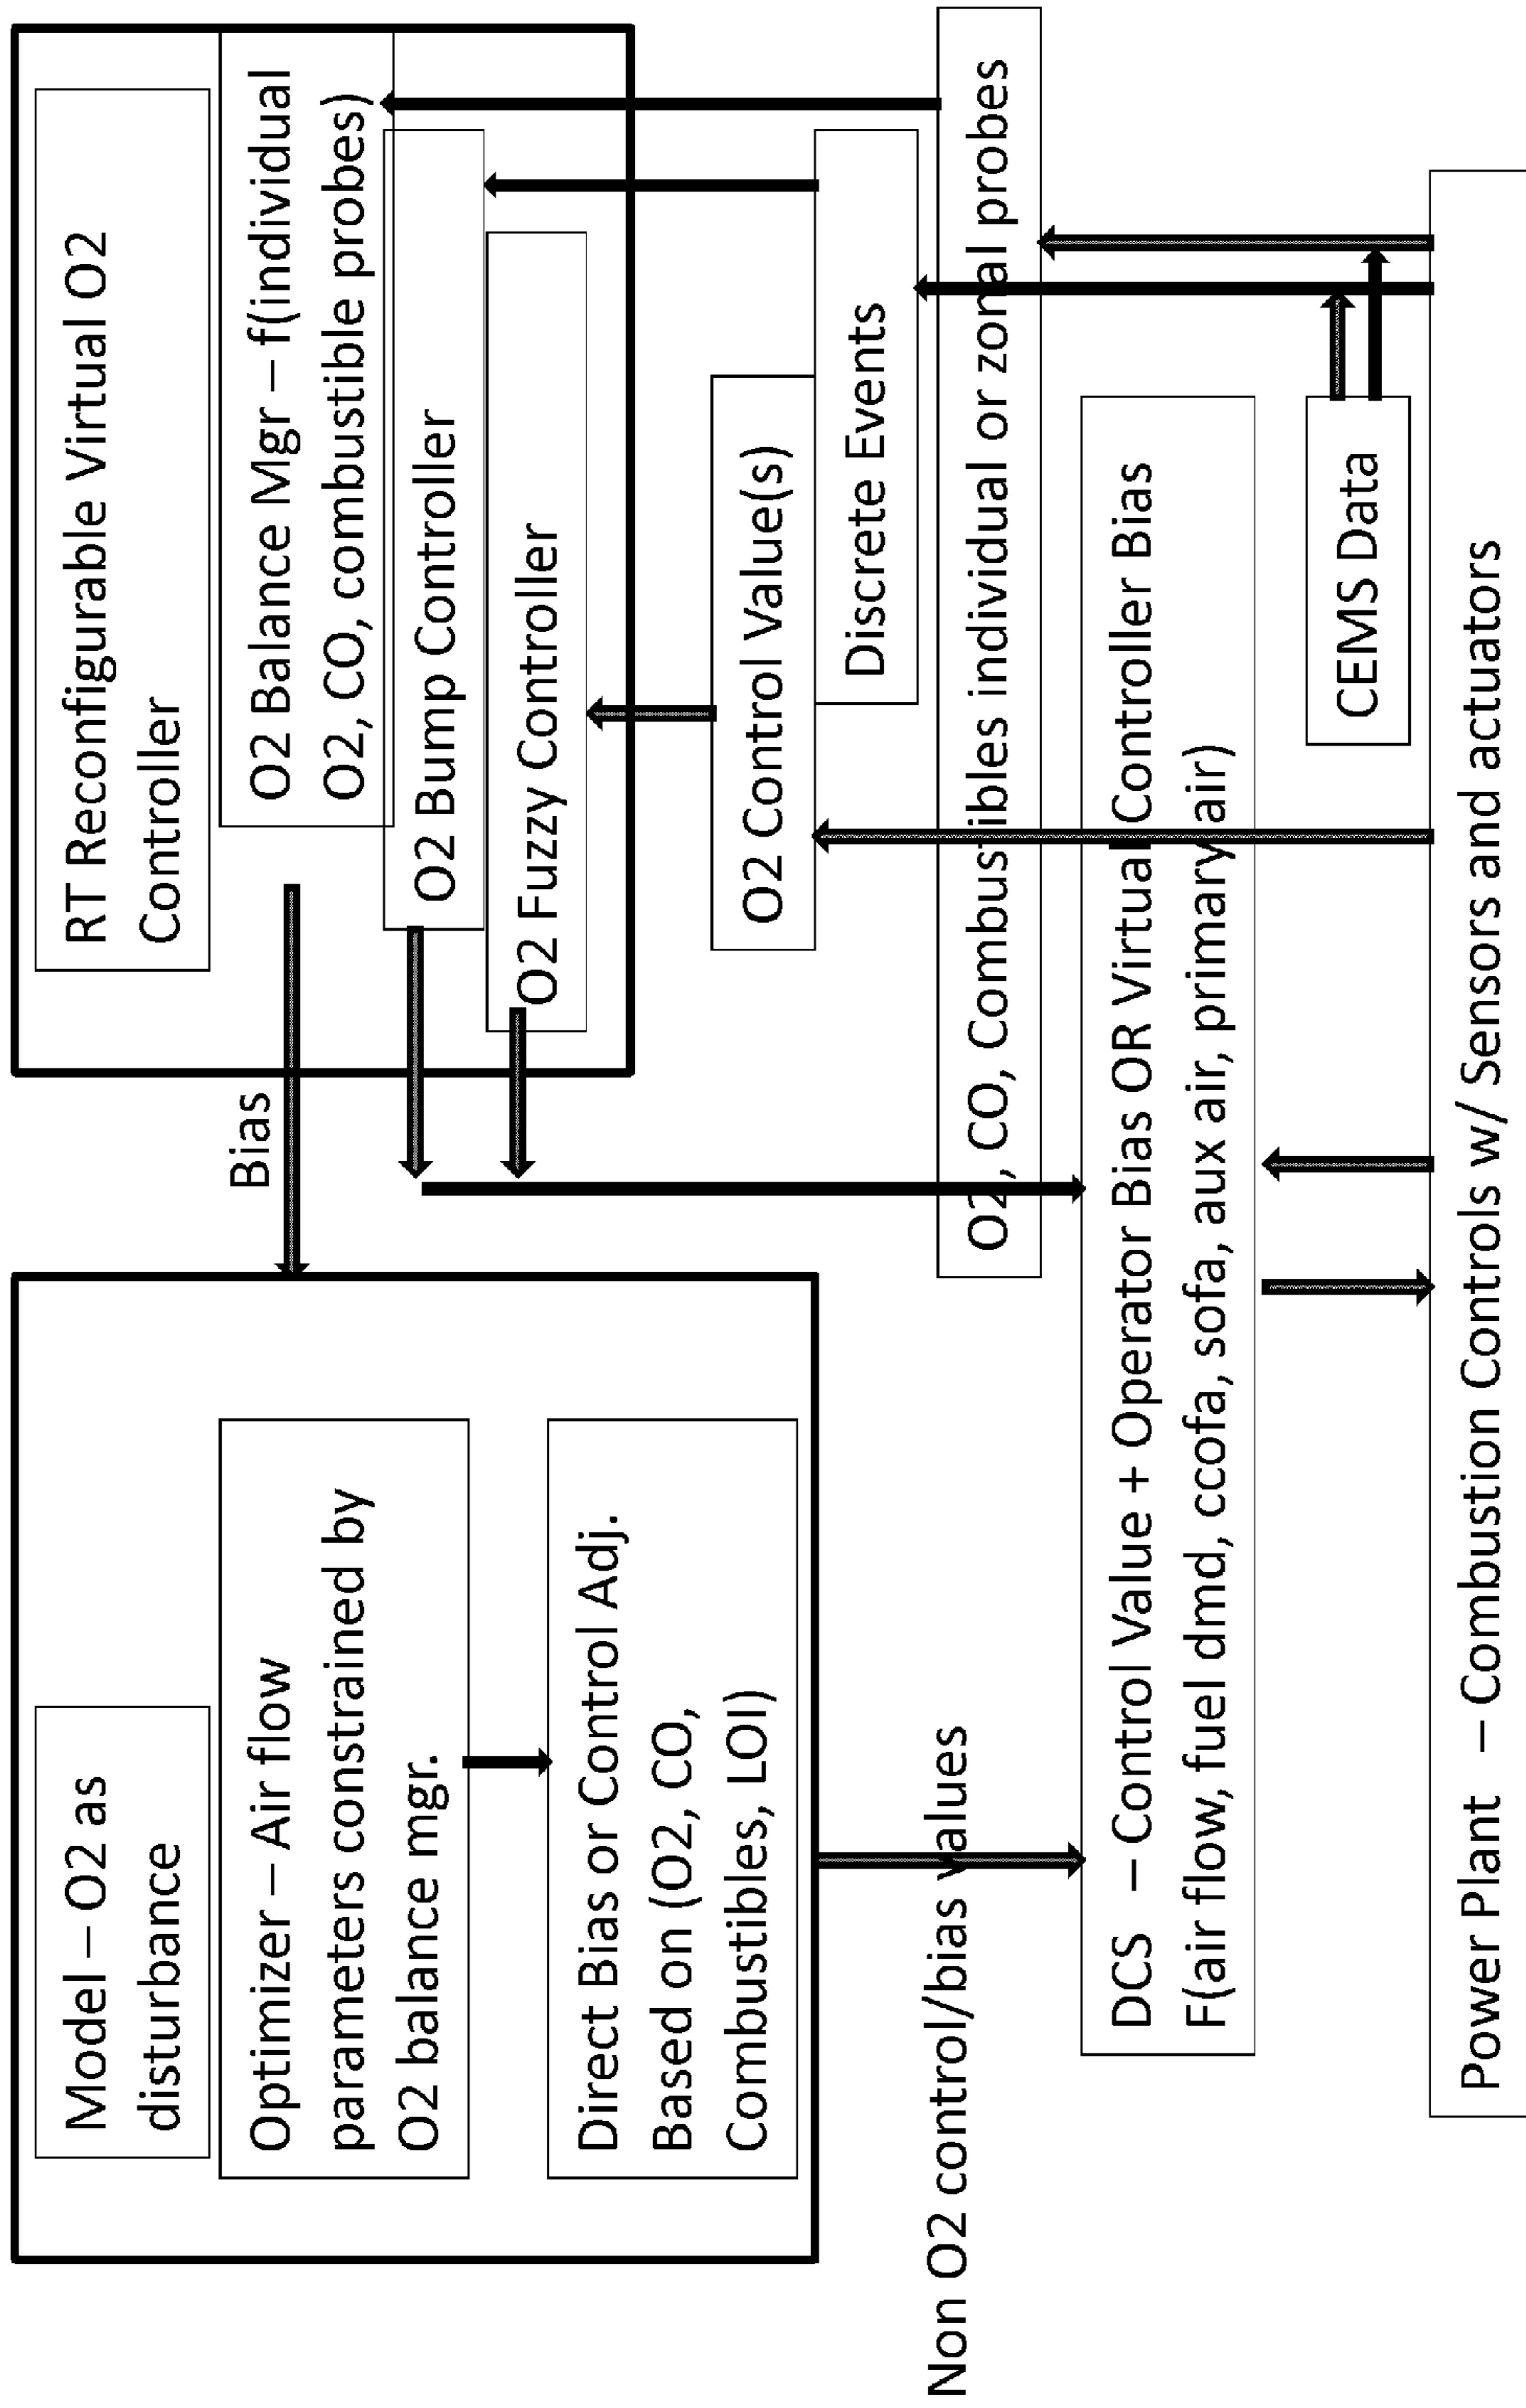 Model – O2 as
disturbance
Optimizer – Air flow
parameters constrained by
O2 balance mgr.
Direct Bias or Control Adj.
Based on (O2, CO,
Combustibles, LOI)
Bias
RT Reconfigurable Virtual O2
Controller
O2 Balance Mgr – f(individual
O2, CO, combustible probes)
O2 Bump Controller
O2 Fuzzy Controller
O2 Control Value(s)
Discrete Events
Non O2 control/bias values
O2, CO, Combustibles individual or zonal probes
DCS – Control Value + Operator Bias OR Virtual Controller Bias
F(air flow, fuel dmd, ccofa, sofa, aux air, primary air)
CEMS Data
Power Plant – Combustion Controls w/ Sensors and actuators